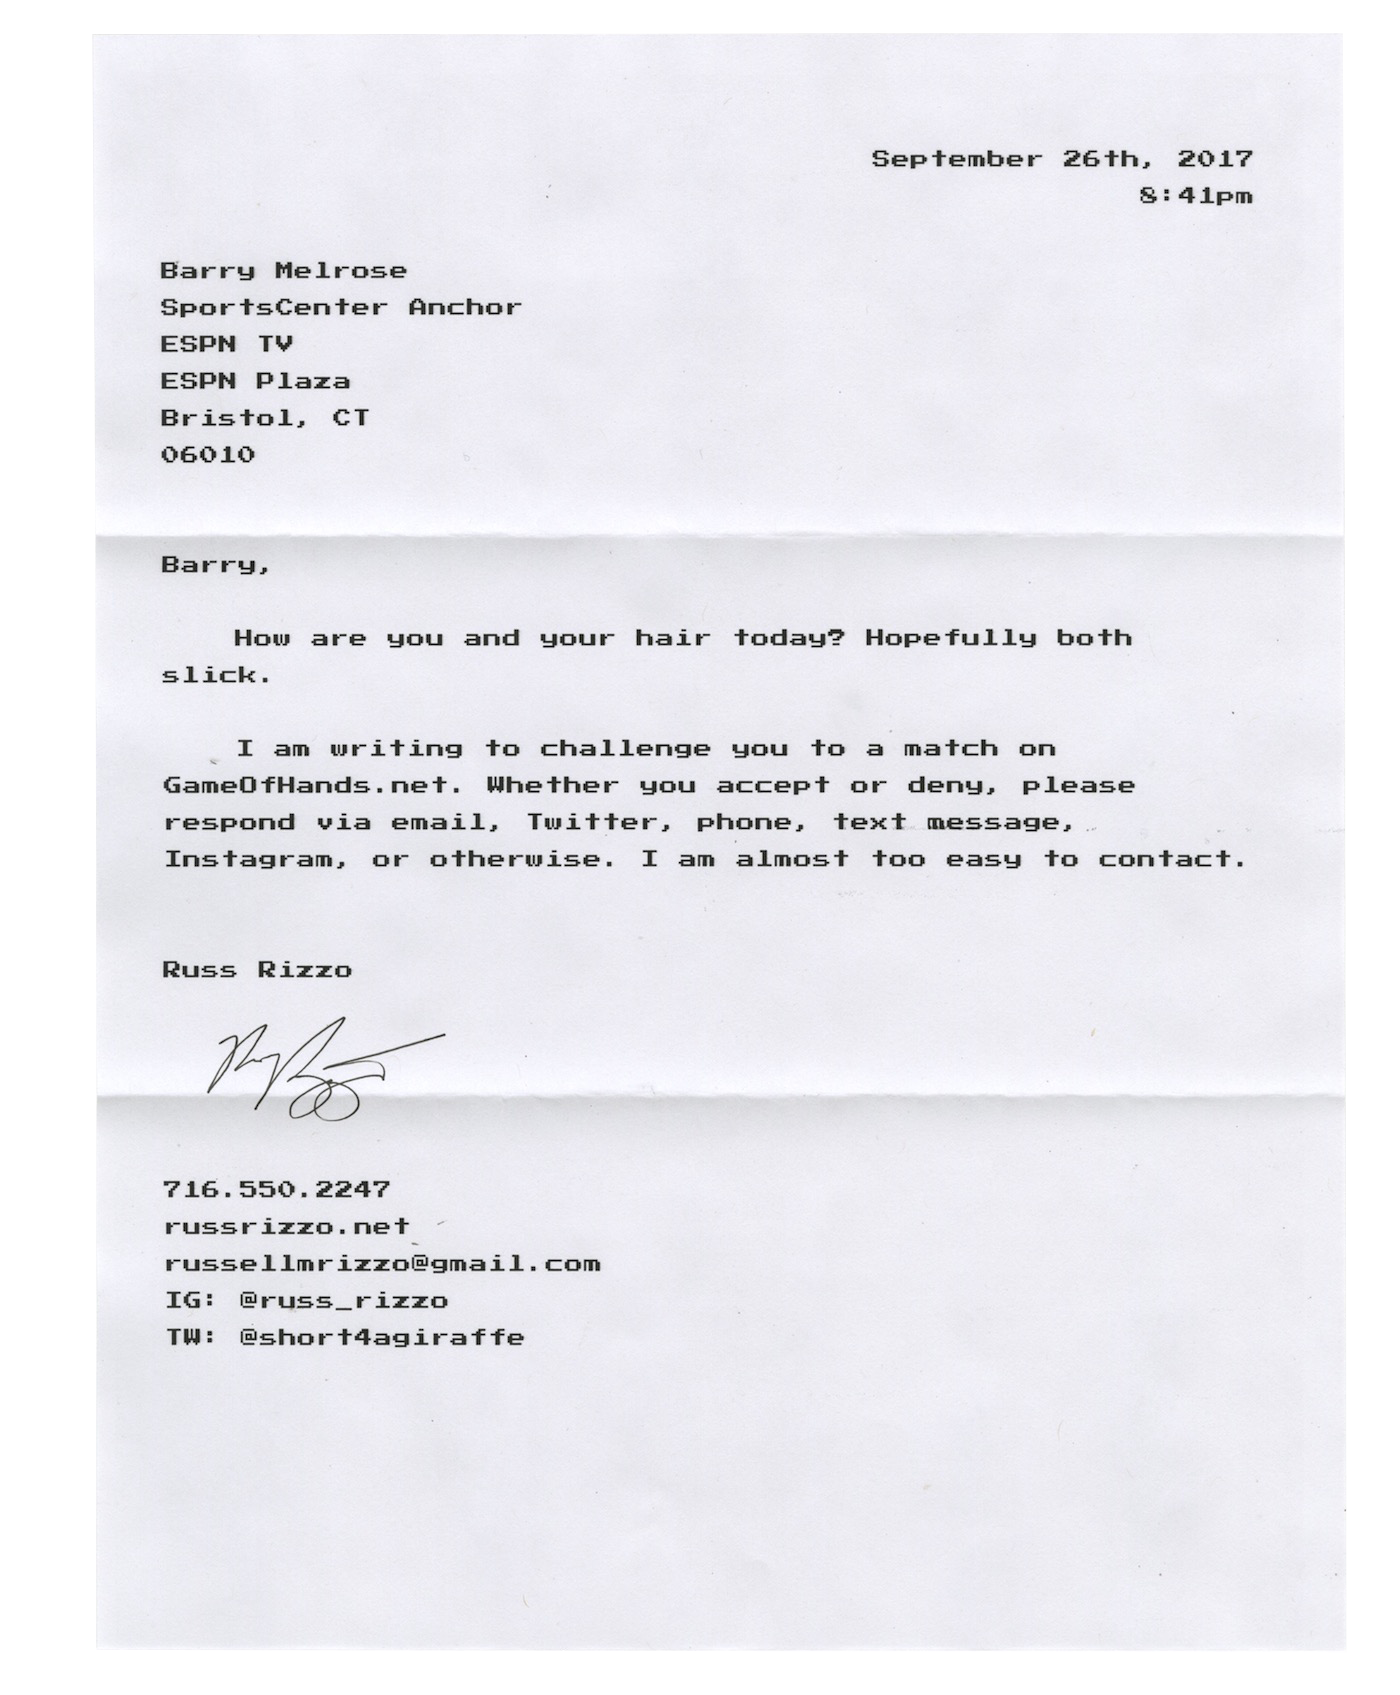 September 26th, 2017
8:41pm
Barry Melrose
SportsCenter Anchor
ESPN TV
ESPN Plaza
Bristol, CT
06010
Barry,
How are you and your hair today? Hopefully both
slick.
I am writing to challenge you to a match on
GameOfHands.net. Whether you accept or deny, please
respond via email, Twitter, phone, text message,
Instagram, or otherwise. I am almost too easy to contact.
Russ Rizzo
716.550.2247
russrizzo.net
russellmrizzo@gmail.com
IG: @russ_rizzo
TW: @short4agiraffe